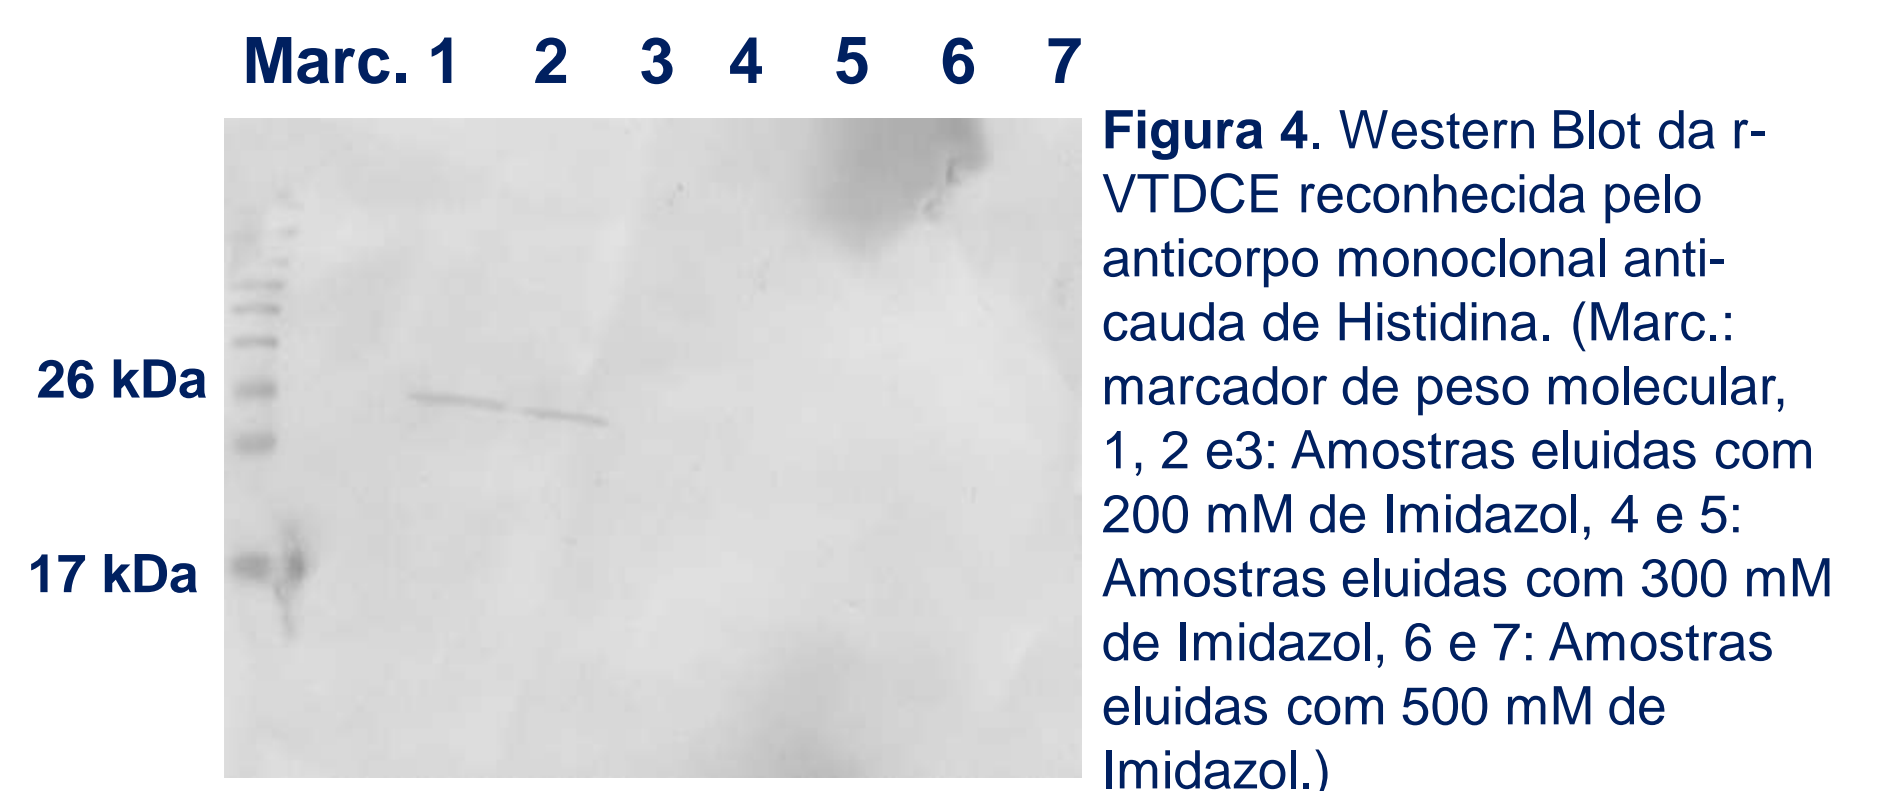 Marc. 1 2 3 4 5 6 7
Figura 4. Western Blot da r-
VTDCE reconhecida pelo
anticorpo monoclonal anti-
cauda de Histidina. (Marc.:
marcador de peso molecular,
1, 2 e3: Amostras eluidas com
200 mM de Imidazol, 4 e 5:
Amostras eluidas com 300 mM
de Imidazol, 6 e 7: Amostras
eluidas com 500 mM de
Imidazol.)
26 kDa
17 kDa